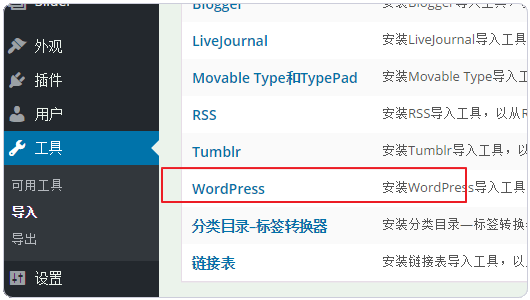 外观
插件
用户
工具
可用工具
导入
导出
设置
Blogger 安装Blogger导入工具，以
LiveJournal 安装LiveJournal导入工具
Movable Type和TypePad 安装Movable Type导入工
RSS 安装RSS导入工具，以从R
Tumblr 安装Tumblr导入工具，以
WordPress 安装WordPress导入工具
分类目录–标签转换器 安装分类目录—标签转换
链接表 安装链接表导入工具，以